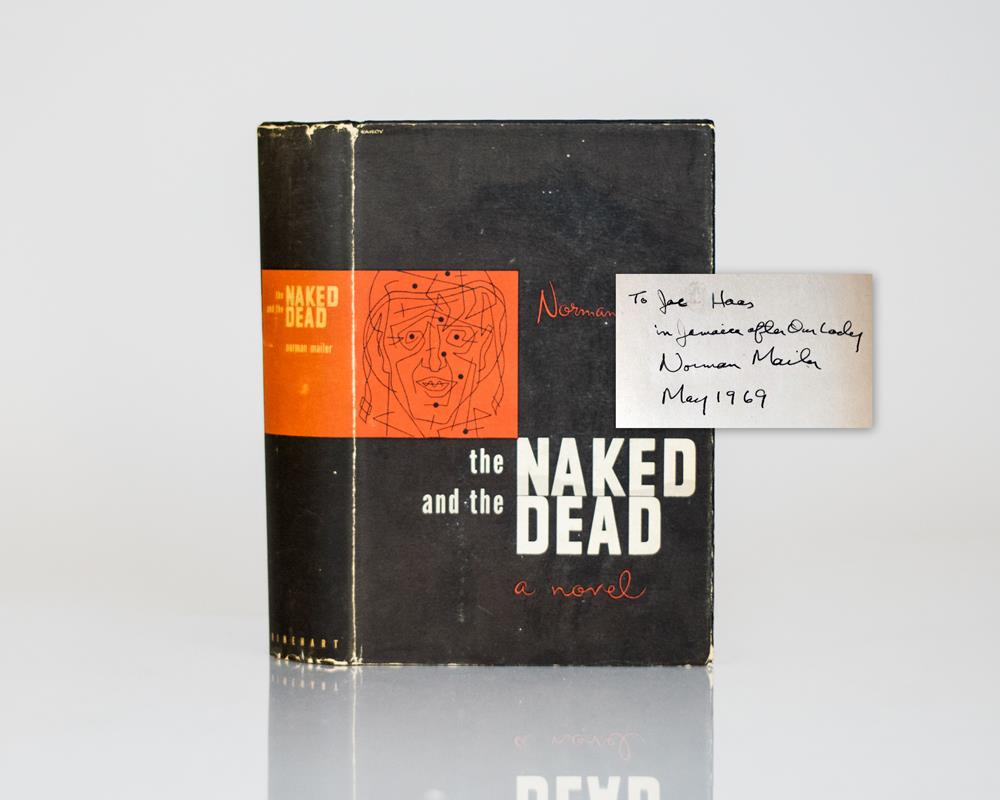 the NAKED
and the DEAD
norman mailer
RINEHART
Norman
the NAKED
and the DEAD
a novel
To Joe Haas
in Jamaica after Our Lady
Norman Mailer
May 1969